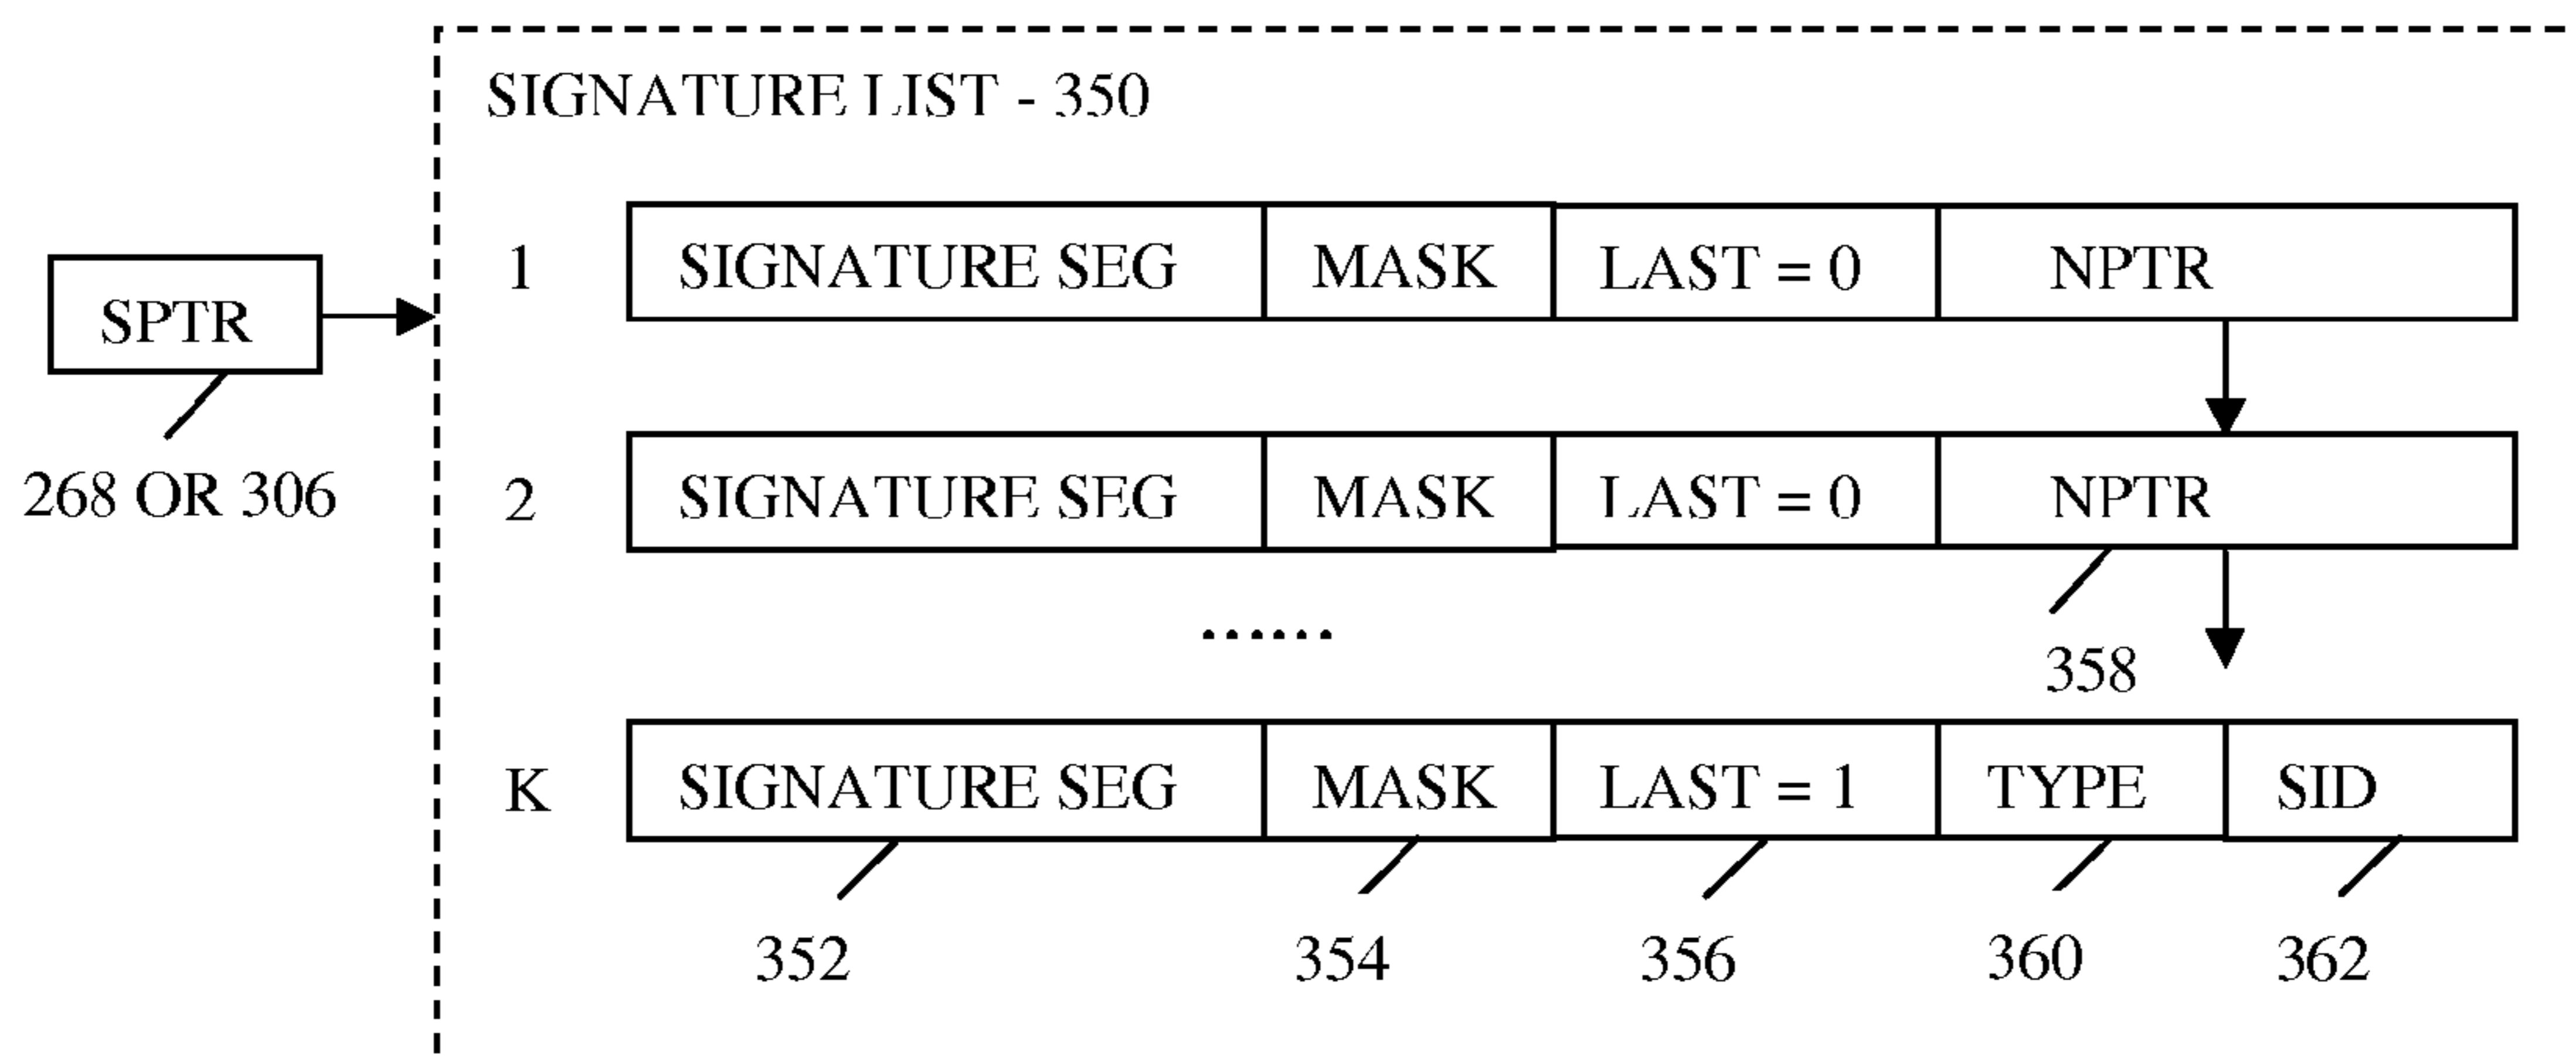 SIGNATURE LIST - 350
1 SIGNATURE SEG MASK LAST = 0 NPTR
SPTR
268 OR 306
2 SIGNATURE SEG MASK LAST = 0 NPTR
......
358
K SIGNATURE SEG MASK LAST = 1 TYPE SID
352 354 356 360 362